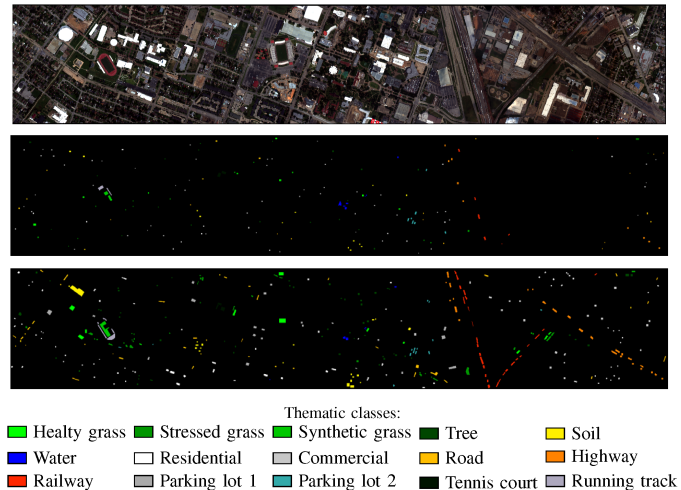 Thematic classes:
Healty grass Stressed grass Synthetic grass Tree Soil
Water Residential Commercial Road Highway
Railway Parking lot 1 Parking lot 2 Tennis court Running track